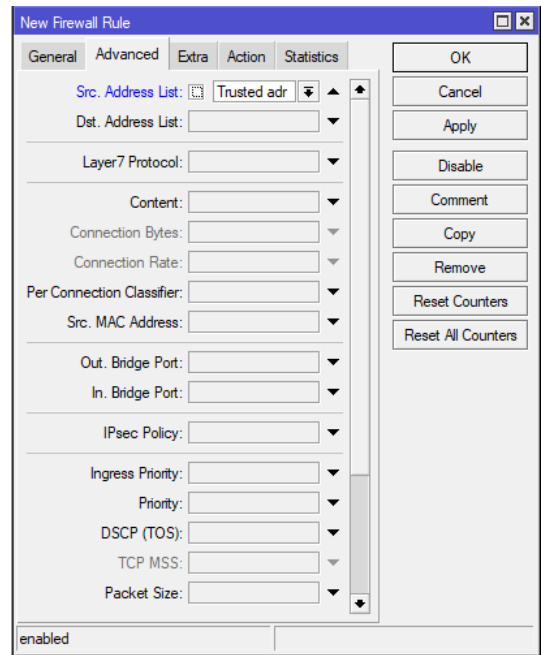 New Firewall Rule
General Advanced Extra Action Statistics
Src. Address List: Trusted adr
Dst. Address List:
Layer7 Protocol:
Content:
Connection Bytes:
Connection Rate:
Per Connection Classifier:
Src. MAC Address:
Out. Bridge Port:
In. Bridge Port:
IPsec Policy:
Ingress Priority:
Priority:
DSCP (TOS):
TCP MSS:
Packet Size:
OK
Cancel
Apply
Disable
Comment
Copy
Remove
Reset Counters
Reset All Counters
enabled